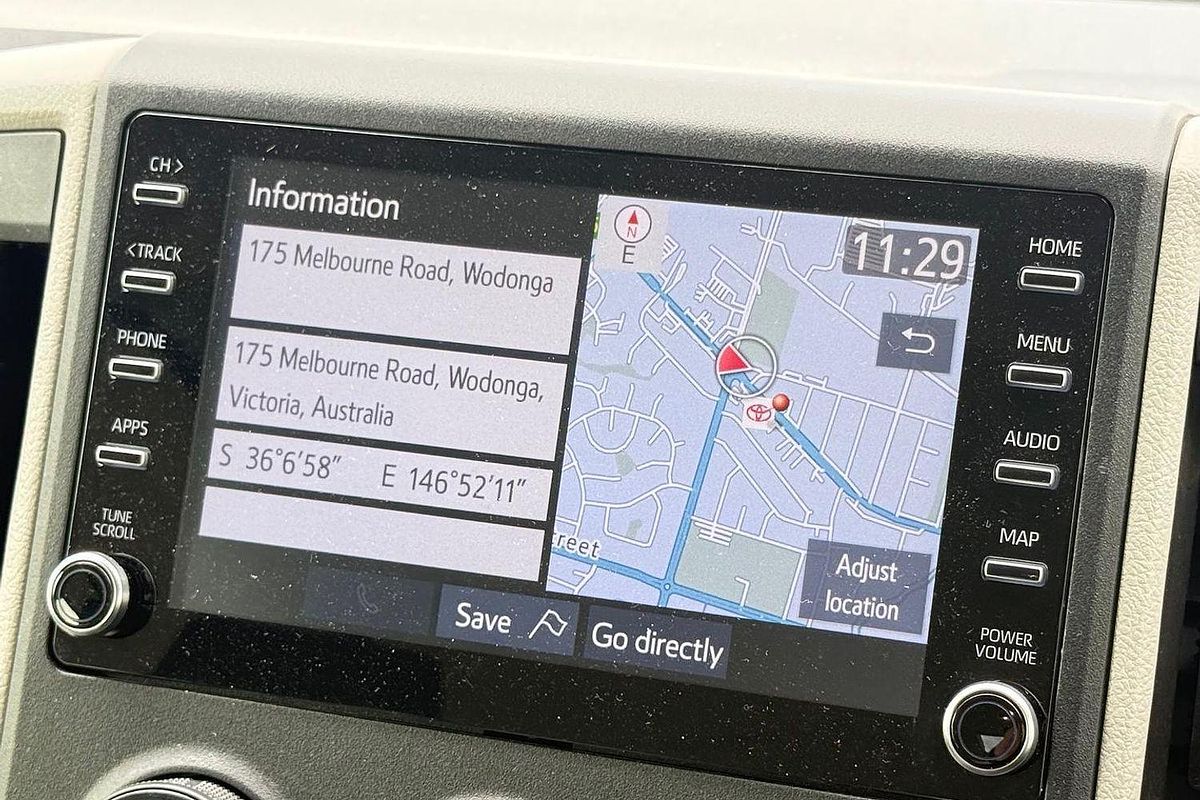 CH>
<TRACK
PHONE
APPS
TUNE
SCROLL
Information
175 Melbourne Road, Wodonga
175 Melbourne Road, Wodonga,
Victoria, Australia
S 36°6'58" E 146°52'11"
Save
Go directly
N
E
11:29
reet
Adjust
location
HOME
MENU
AUDIO
MAP
POWER
VOLUME